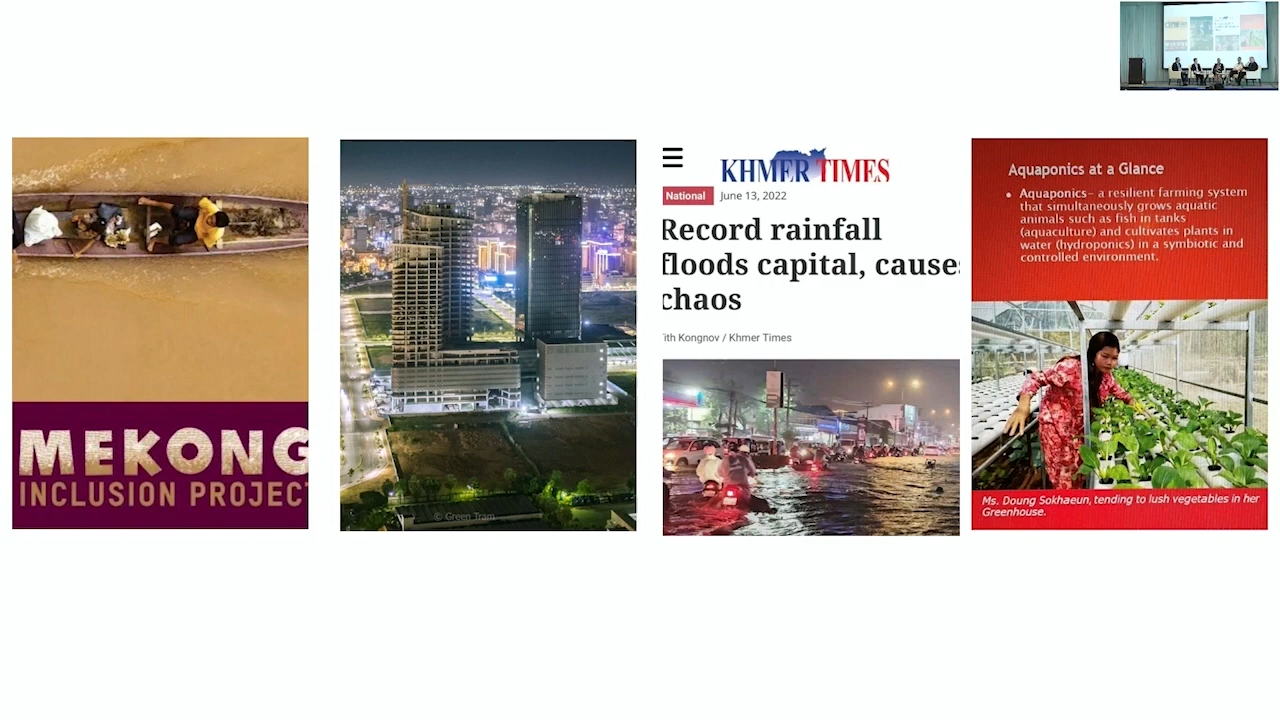 MEKONG
INCLUSION PROJECT
© Green Tram
KHMER TIMES
National June 13, 2022
Record rainfall
floods capital, causes
chaos
Tith Kongnov / Khmer Times
Aquaponics at a Glance
• Aquaponics– a resilient farming system
that simultaneously grows aquatic
animals such as fish in tanks
(aquaculture) and cultivates plants in
water (hydroponics) in a symbiotic and
controlled environment.
Ms. Doung Sokhaeun, tending to lush vegetables in her
Greenhouse.